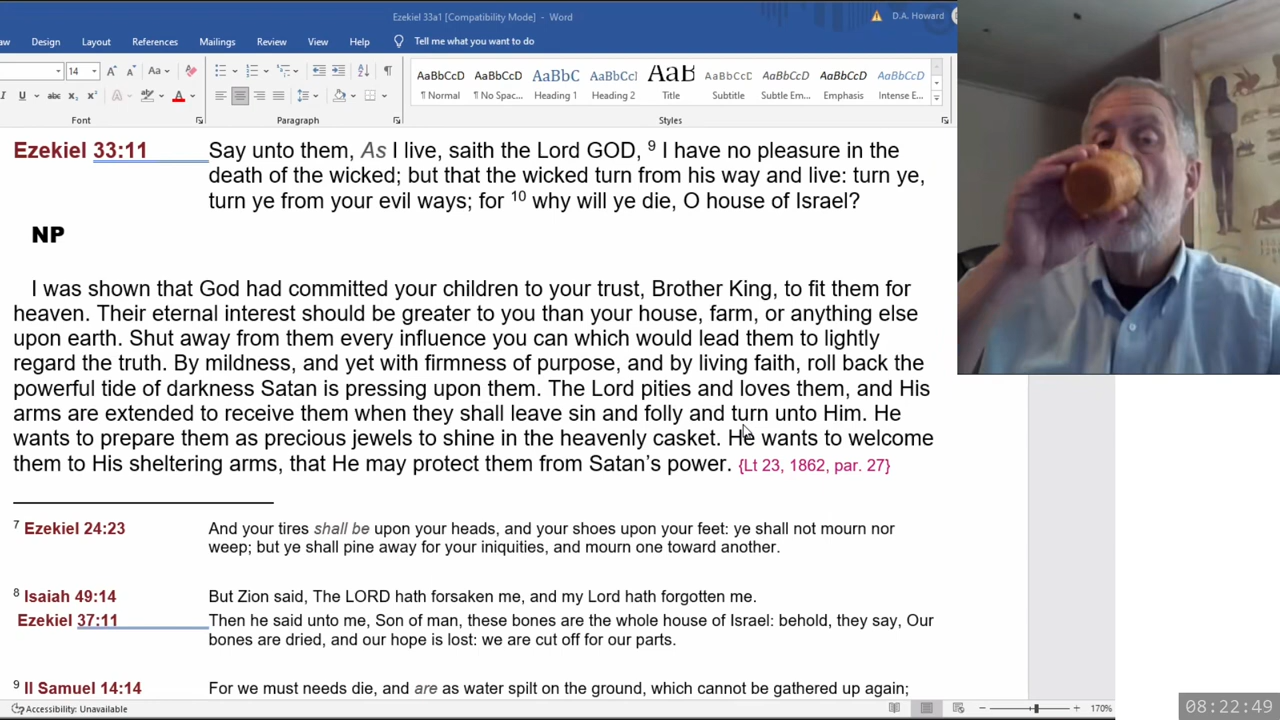 Ezekiel 33a1 [Compatibility Mode] - Word
D.A. Howard
aw Design Layout References Mailings Review View Help Tell me what you want to do
14
AaBbCcD AaBbCcD AaBbC AaBbCcI AaB AaBbCcD AaBbCcD AaBbCcD AaBbCcD
¶ Normal ¶ No Spac... Heading 1 Heading 2 Title Subtitle Subtle Em... Emphasis Intense E...
Font Paragraph Styles
Ezekiel 33:11 Say unto them, As I live, saith the Lord GOD, 9 I have no pleasure in the
death of the wicked; but that the wicked turn from his way and live: turn ye,
turn ye from your evil ways; for 10 why will ye die, O house of Israel?
NP
I was shown that God had committed your children to your trust, Brother King, to fit them for
heaven. Their eternal interest should be greater to you than your house, farm, or anything else
upon earth. Shut away from them every influence you can which would lead them to lightly
regard the truth. By mildness, and yet with firmness of purpose, and by living faith, roll back the
powerful tide of darkness Satan is pressing upon them. The Lord pities and loves them, and His
arms are extended to receive them when they shall leave sin and folly and turn unto Him. He
wants to prepare them as precious jewels to shine in the heavenly casket. He wants to welcome
them to His sheltering arms, that He may protect them from Satan’s power. {Lt 23, 1862, par. 27}
7 Ezekiel 24:23 And your tires shall be upon your heads, and your shoes upon your feet: ye shall not mourn nor
weep; but ye shall pine away for your iniquities, and mourn one toward another.
8 Isaiah 49:14 But Zion said, The LORD hath forsaken me, and my Lord hath forgotten me.
Ezekiel 37:11 Then he said unto me, Son of man, these bones are the whole house of Israel: behold, they say, Our
bones are dried, and our hope is lost: we are cut off for our parts.
9 II Samuel 14:14 For we must needs die, and are as water spilt on the ground, which cannot be gathered up again;
Accessibility: Unavailable
170%
08:22:49